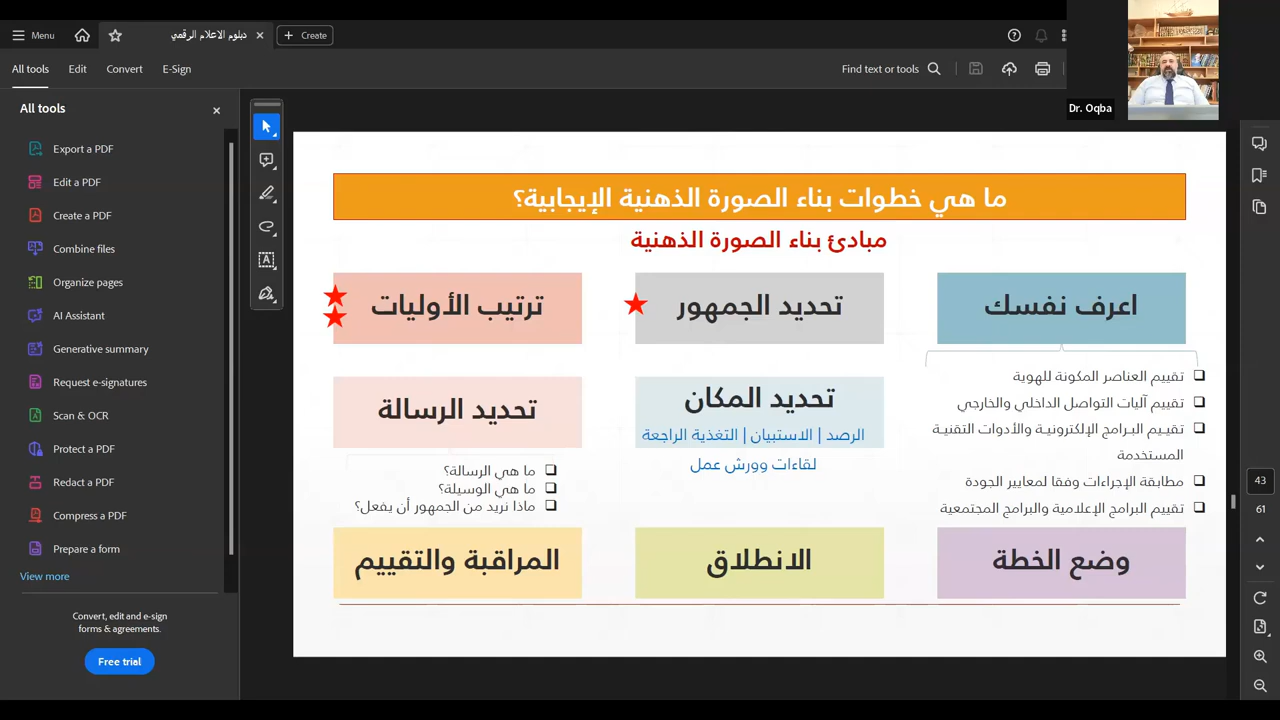 Menu
دبلوم الاعلام الرقمي
Create
All tools
Edit
Convert
E-Sign
Find text or tools
Dr. Oqba
All tools
Export a PDF
Edit a PDF
Create a PDF
Combine files
Organize pages
AI Assistant
Generative summary
Request e-signatures
Scan & OCR
Protect a PDF
Redact a PDF
Compress a PDF
Prepare a form
View more
Convert, edit and e-sign
forms & agreements.
Free trial
ما هي خطوات بناء الصورة الذهنية الإيجابية؟
مبادئ بناء الصورة الذهنية
اعرف نفسك
تحديد الجمهور
ترتيب الأوليات
تقييم العناصر المكونة للهوية
تقييم آليات التواصل الداخلي والخارجي
تقييم البرامج الإلكترونية والأدوات التقنية
المستخدمة
مطابقة الإجراءات وفقا لمعايير الجودة
تقييم البرامج الإعلامية والبرامج المجتمعية
تحديد المكان
الرصد | الاستبيان | التغذية الراجعة
لقاءات وورش عمل
تحديد الرسالة
ما هي الرسالة؟
ما هي الوسيلة؟
ماذا نريد من الجمهور أن يفعل؟
وضع الخطة
الانطلاق
المراقبة والتقييم
43
61